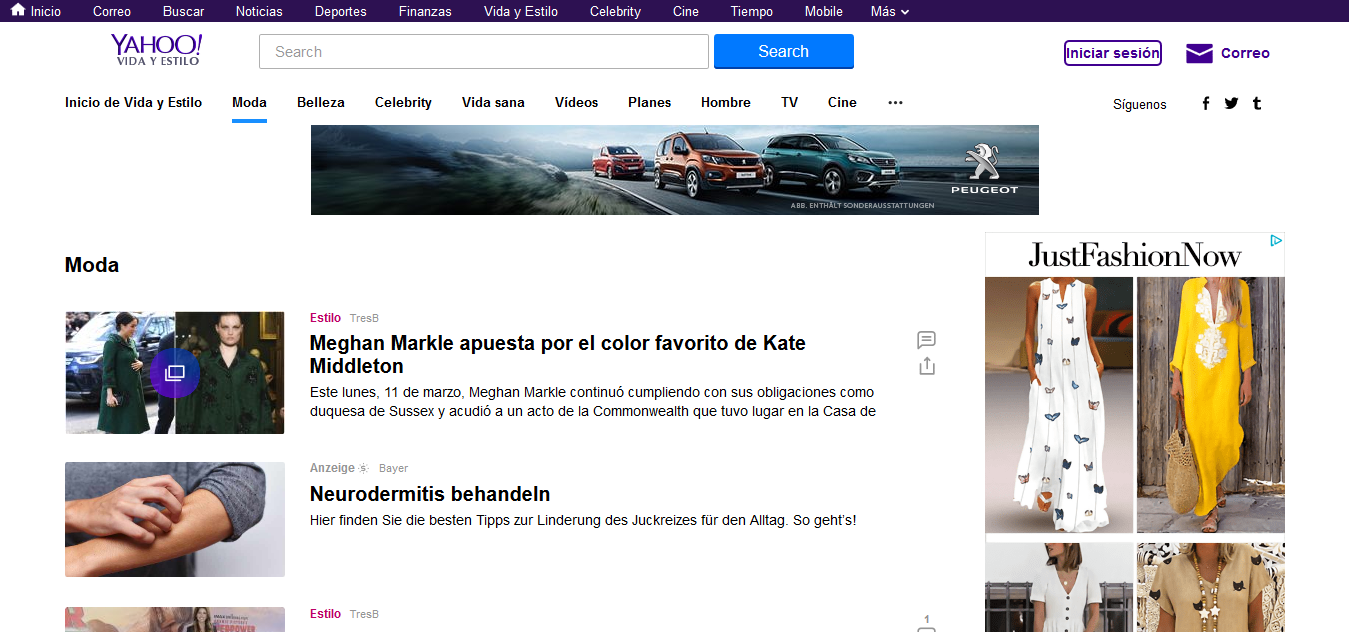 Inicio Correo Buscar Noticias Deportes Finanzas Vida y Estilo Celebrity Cine Tiempo Mobile Más
YAHOO!
VIDA Y ESTILO
Search
Search
Iniciar sesión
Correo
Inicio de Vida y Estilo Moda Belleza Celebrity Vida sana Vídeos Planes Hombre TV Cine ···
Síguenos
PEUGEOT
ABB. ENTHÄLT SONDERAUSSTATTUNGEN
JustFashionNow
Moda
Estilo TresB
Meghan Markle apuesta por el color favorito de Kate
Middleton
Este lunes, 11 de marzo, Meghan Markle continuó cumpliendo con sus obligaciones como
duquesa de Sussex y acudió a un acto de la Commonwealth que tuvo lugar en la Casa de
Anzeige Bayer
Neurodermitis behandeln
Hier finden Sie die besten Tipps zur Linderung des Juckreizes für den Alltag. So geht's!
Estilo TresB
1